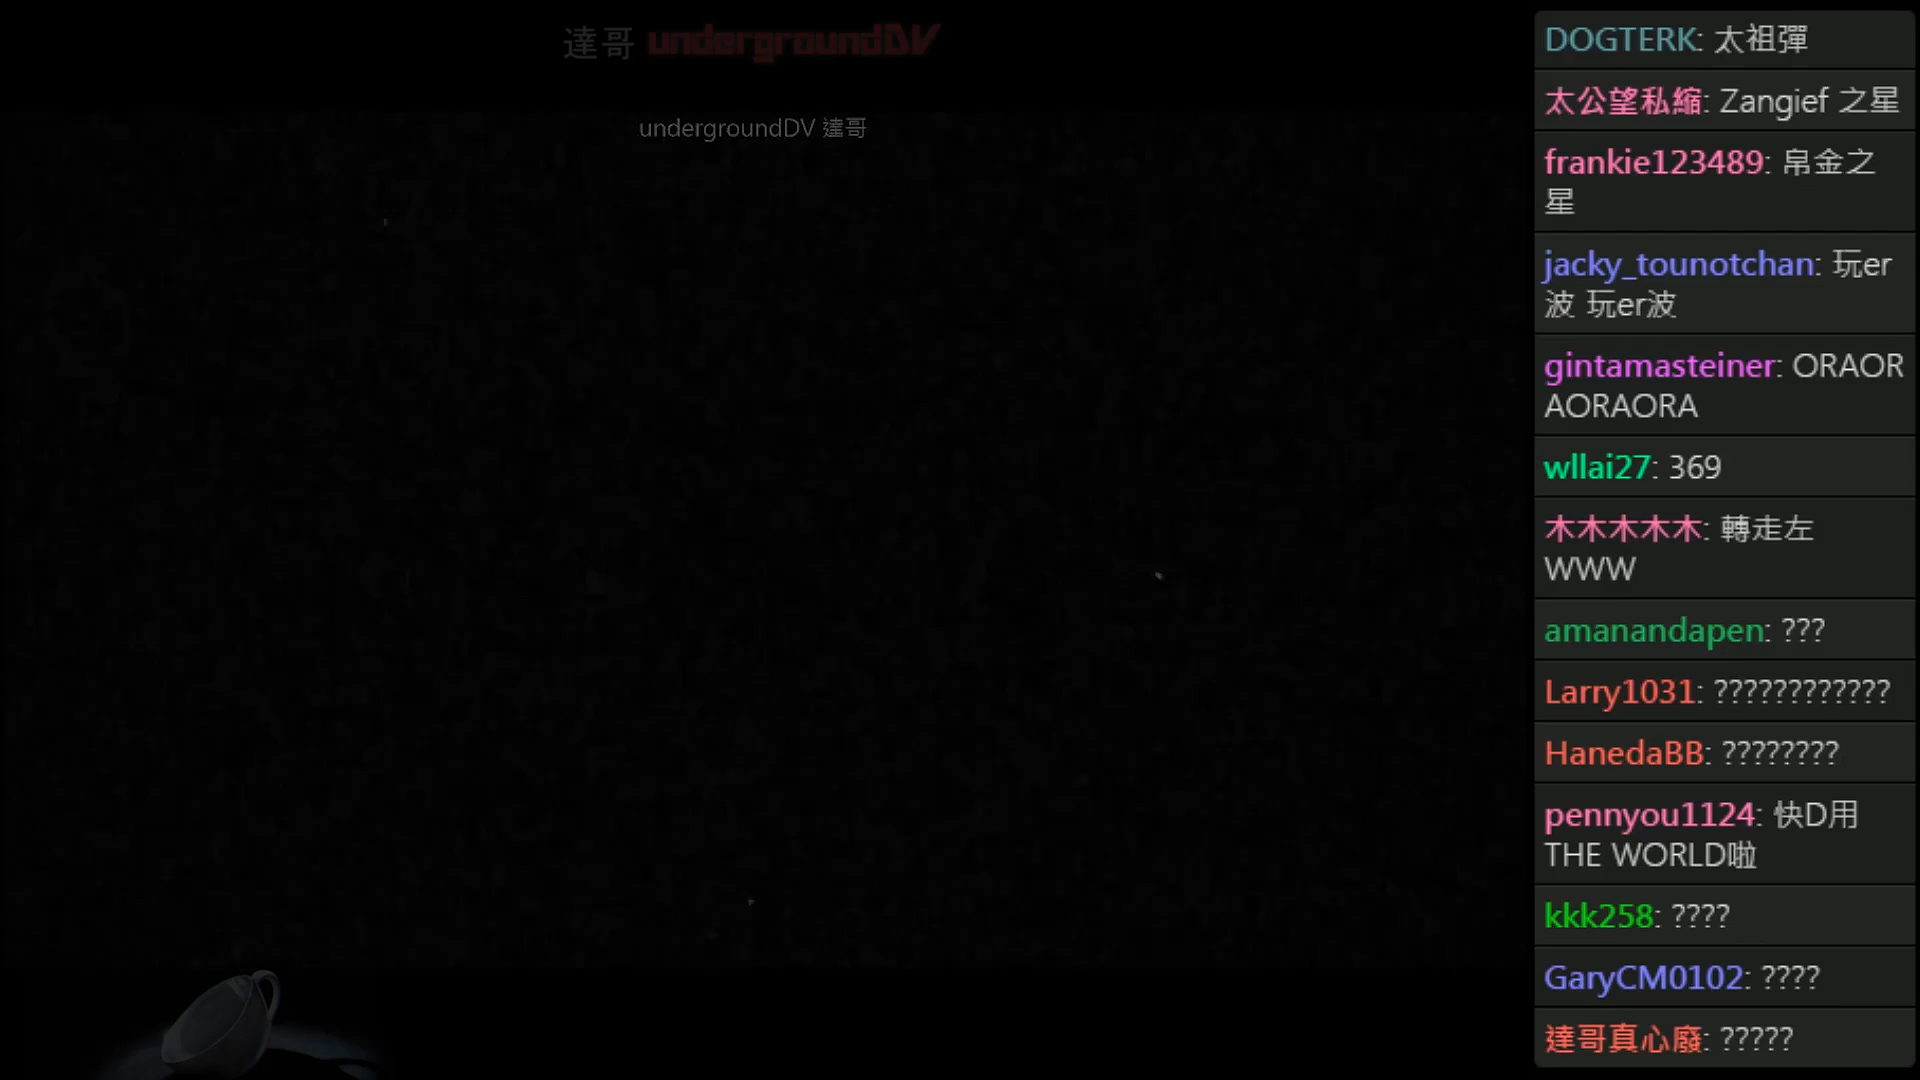 達哥 undergroundDV
undergroundDV 達哥
DOGTERK: 太祖彈
太公望私縮: Zangief 之星
frankie123489: 帛金之
星
jacky_tounotchan: 玩er
波 玩er波
gintamasteiner: ORAOR
AORAORA
wllai27: 369
木木木木木: 轉走左
WWW
amanandapen: ???
Larry1031: ????????????
HanedaBB: ????????
pennyou1124: 快D用
THE WORLD啦
kkk258: ????
GaryCM0102: ????
達哥真心廢: ?????